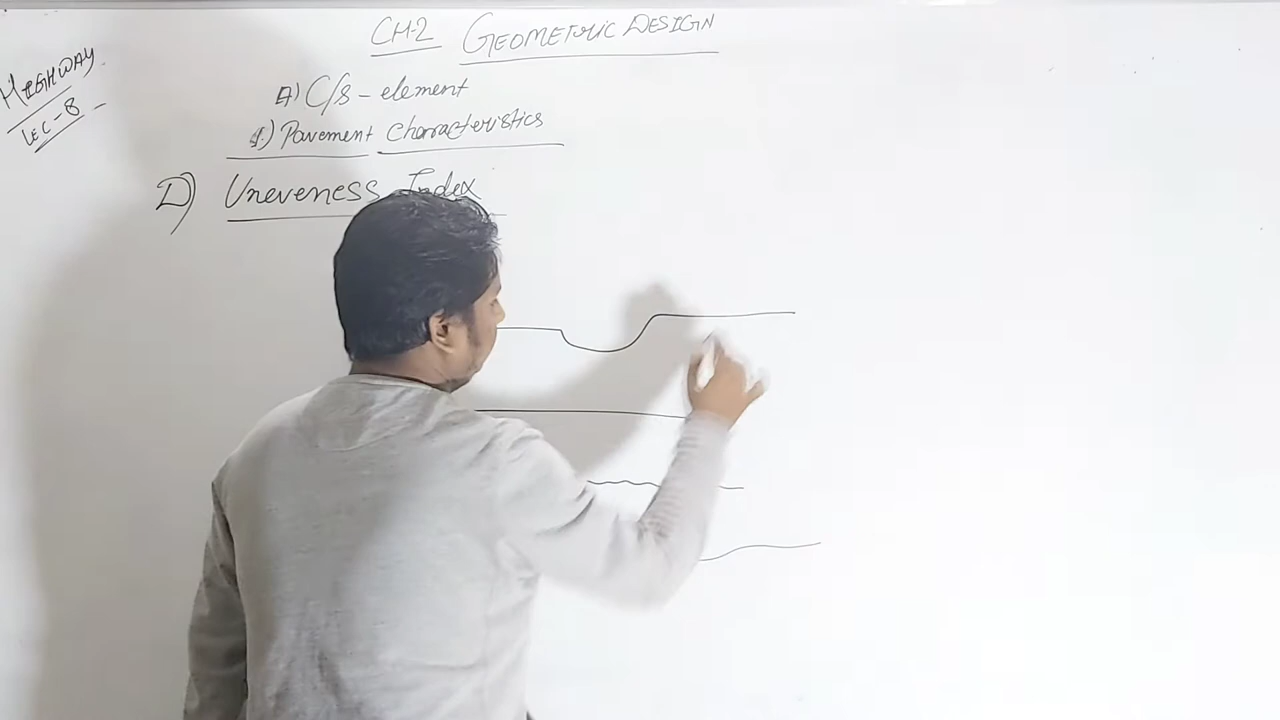 CH-2 GEOMETRIC DESIGN
HIGHWAY
LEC-8
A) C/s - element
1.) Pavement Characteristics
D) Uneveness Index